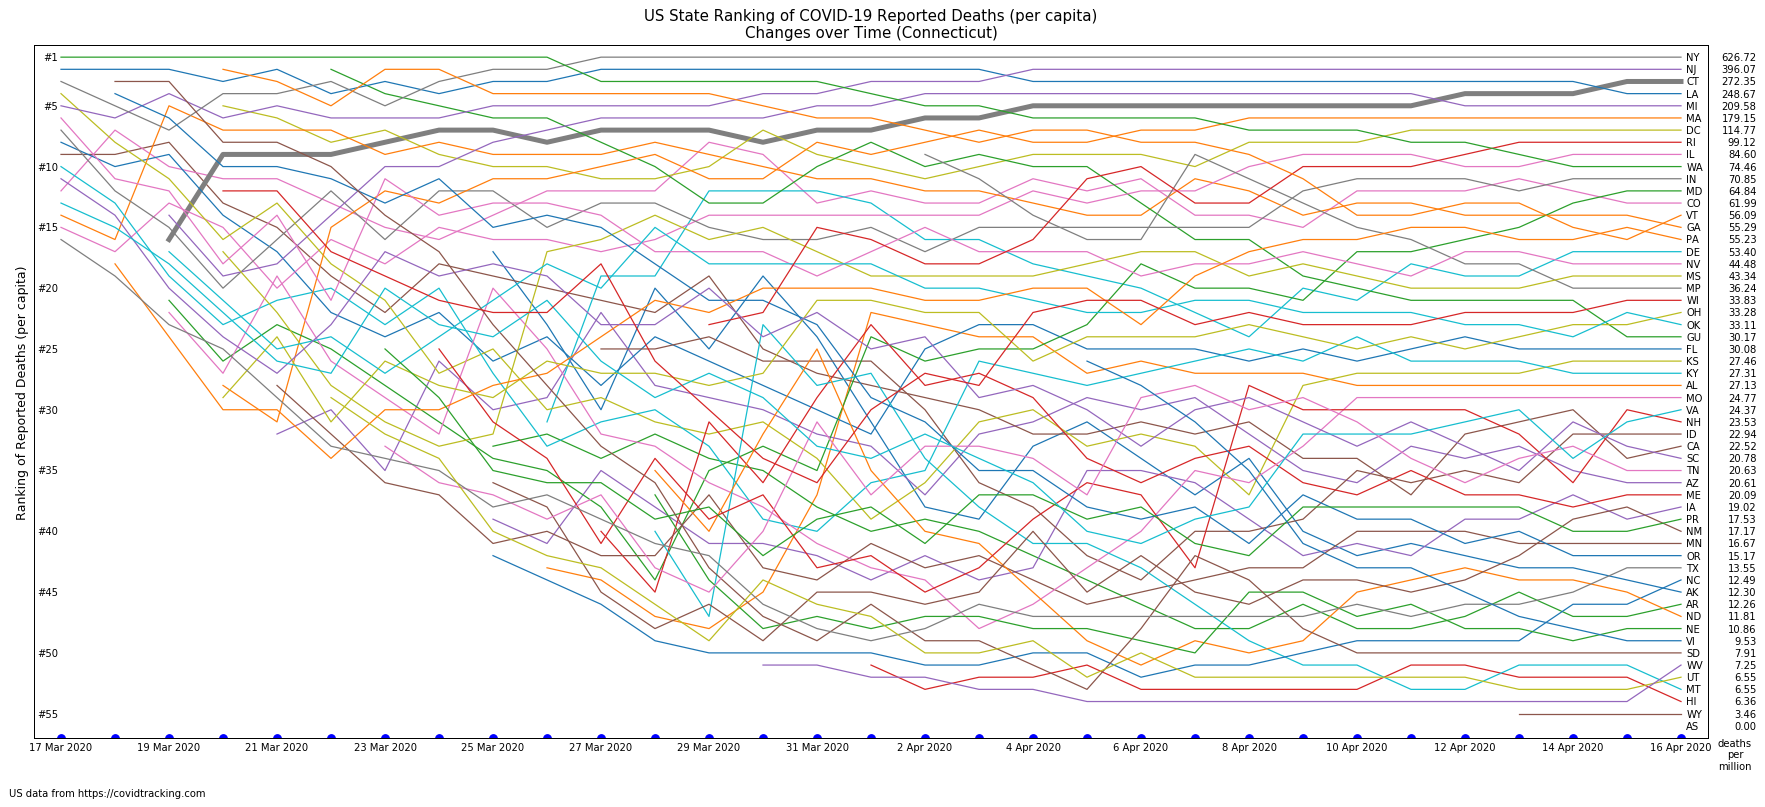 US State Ranking of COVID-19 Reported Deaths (per capita)
Changes over Time (Connecticut)
Ranking of Reported Deaths (per capita)
#1
#5
#10
#15
#20
#25
#30
#35
#40
#45
#50
#55
NY 626.72
NJ 396.07
CT 272.35
LA 248.67
MI 209.58
MA 179.15
DC 114.77
RI 99.12
IL 84.60
WA 74.46
IN 70.85
MD 64.84
CO 61.99
VT 56.09
GA 55.29
PA 55.23
DE 53.40
NV 44.48
MS 43.34
MP 36.24
WI 33.83
OH 33.28
OK 33.11
GU 30.17
FL 30.08
KS 27.46
KY 27.31
AL 27.13
MO 24.77
VA 24.37
NH 23.53
ID 22.94
CA 22.52
SC 20.78
TN 20.63
AZ 20.61
ME 20.09
IA 19.02
PR 17.53
NM 17.17
MN 16.67
OR 15.17
TX 13.55
NC 12.49
AK 12.30
AR 12.26
ND 11.81
NE 10.86
VI 9.53
SD 7.91
WV 7.25
UT 6.55
MT 6.55
HI 6.36
WY 3.46
AS 0.00
17 Mar 2020 19 Mar 2020 21 Mar 2020 23 Mar 2020 25 Mar 2020 27 Mar 2020 29 Mar 2020 31 Mar 2020 2 Apr 2020 4 Apr 2020 6 Apr 2020 8 Apr 2020 10 Apr 2020 12 Apr 2020 14 Apr 2020 16 Apr 2020
deaths
per
million
US data from https://covidtracking.com